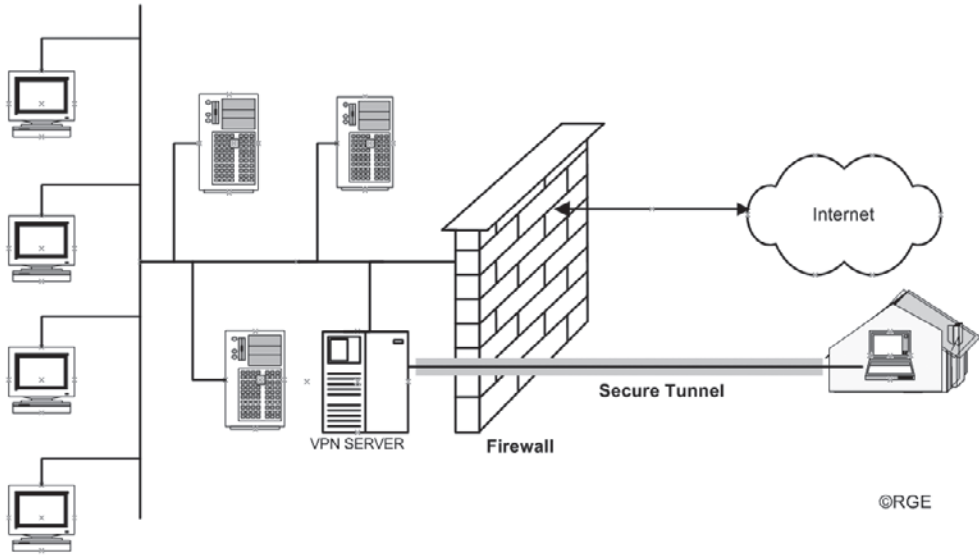 Internet
Secure Tunnel
VPN SERVER
Firewall
©RGE